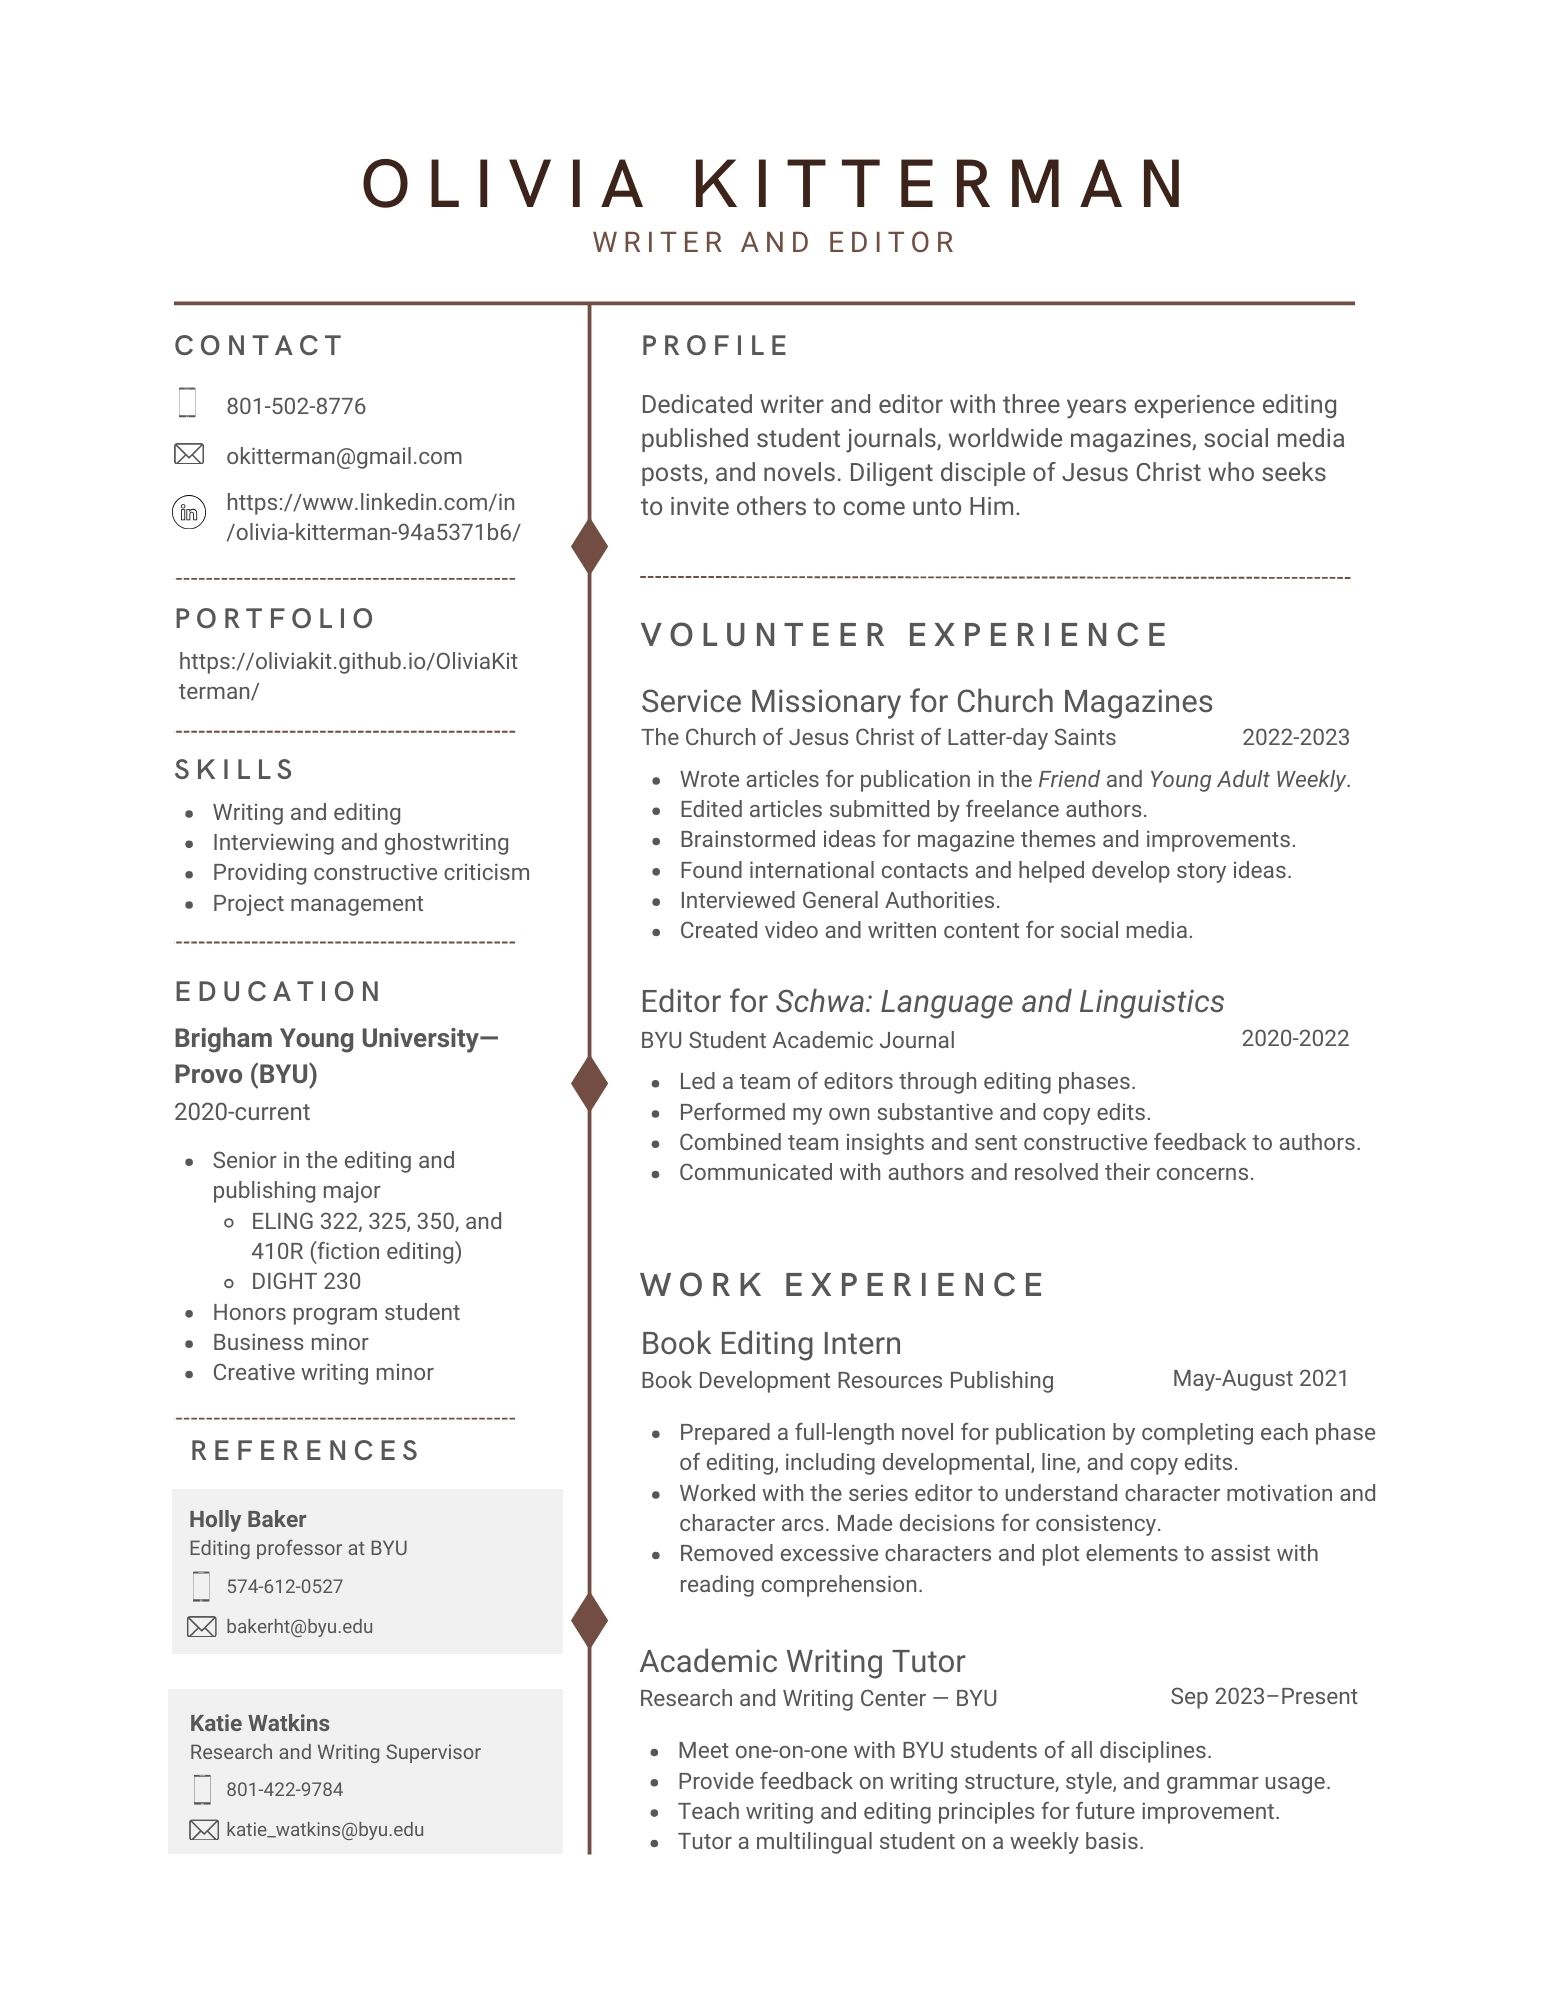 OLIVIA KITTERMAN
WRITER AND EDITOR
CONTACT
801-502-8776
okitterman@gmail.com
https://www.linkedin.com/in
/olivia-kitterman-94a5371b6/
PORTFOLIO
https://oliviakit.github.io/OliviaKit
terman/
SKILLS
• Writing and editing
• Interviewing and ghostwriting
• Providing constructive criticism
• Project management
EDUCATION
Brigham Young University—
Provo (BYU)
2020-current
• Senior in the editing and
publishing major
◦ ELING 322, 325, 350, and
410R (fiction editing)
◦ DIGHT 230
• Honors program student
• Business minor
• Creative writing minor
REFERENCES
Holly Baker
Editing professor at BYU
574-612-0527
bakerht@byu.edu
Katie Watkins
Research and Writing Supervisor
801-422-9784
katie_watkins@byu.edu
PROFILE
Dedicated writer and editor with three years experience editing
published student journals, worldwide magazines, social media
posts, and novels. Diligent disciple of Jesus Christ who seeks
to invite others to come unto Him.
VOLUNTEER EXPERIENCE
Service Missionary for Church Magazines
The Church of Jesus Christ of Latter-day Saints 2022-2023
• Wrote articles for publication in the Friend and Young Adult Weekly.
• Edited articles submitted by freelance authors.
• Brainstormed ideas for magazine themes and improvements.
• Found international contacts and helped develop story ideas.
• Interviewed General Authorities.
• Created video and written content for social media.
Editor for Schwa: Language and Linguistics
BYU Student Academic Journal 2020-2022
• Led a team of editors through editing phases.
• Performed my own substantive and copy edits.
• Combined team insights and sent constructive feedback to authors.
• Communicated with authors and resolved their concerns.
WORK EXPERIENCE
Book Editing Intern
Book Development Resources Publishing May-August 2021
• Prepared a full-length novel for publication by completing each phase
of editing, including developmental, line, and copy edits.
• Worked with the series editor to understand character motivation and
character arcs. Made decisions for consistency.
• Removed excessive characters and plot elements to assist with
reading comprehension.
Academic Writing Tutor
Research and Writing Center — BYU Sep 2023–Present
• Meet one-on-one with BYU students of all disciplines.
• Provide feedback on writing structure, style, and grammar usage.
• Teach writing and editing principles for future improvement.
• Tutor a multilingual student on a weekly basis.